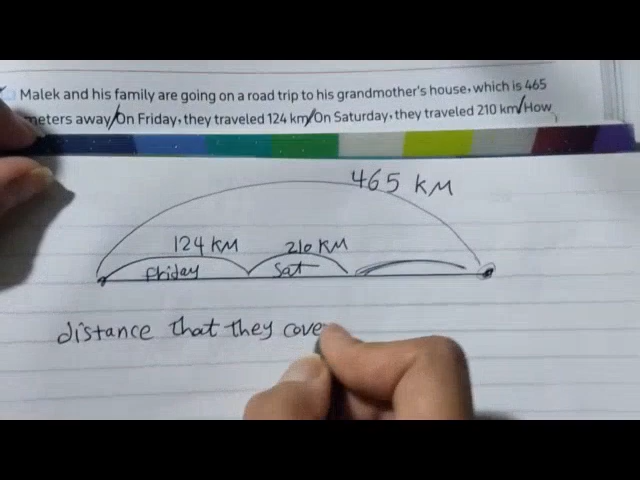 Malek and his family are going on a road trip to his grandmother's house, which is 465
meters away/On Friday, they traveled 124 km/On Saturday, they traveled 210 km/How
465 KM
124 KM 210 KM
Friday Sat
distance that they cove